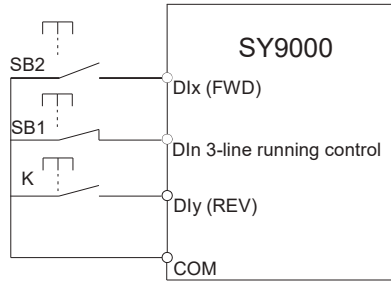 SY9000
SB2
DIx (FWD)
SB1
DIn 3-line running control
K
DIy (REV)
COM